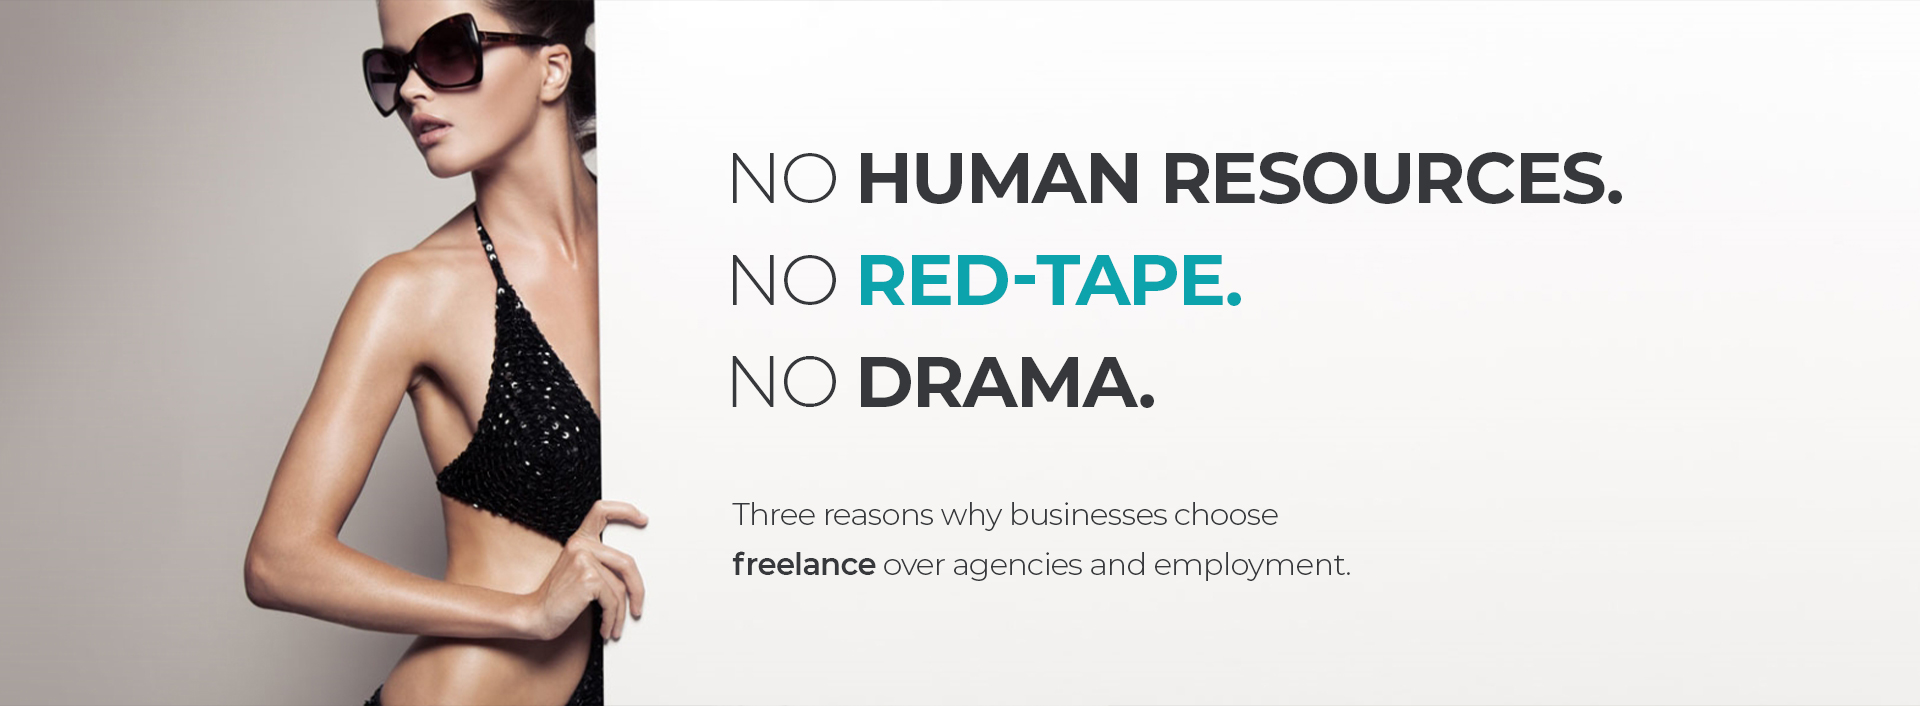 NO HUMAN RESOURCES.
NO RED-TAPE.
NO DRAMA.
Three reasons why businesses choose
freelance over agencies and employment.